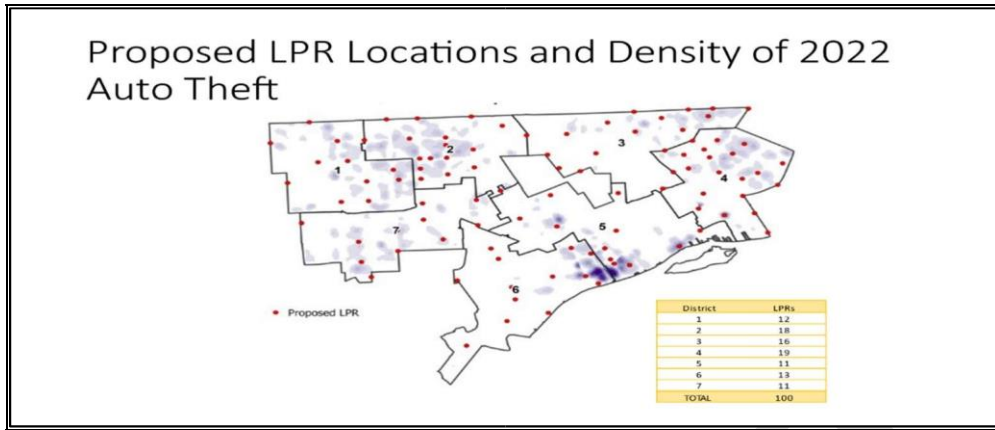 Proposed LPR Locations and Density of 2022
Auto Theft
1
2
3
4
5
6
7
Proposed LPR
District LPRs
1 12
2 18
3 16
4 19
5 11
6 13
7 11
TOTAL 100